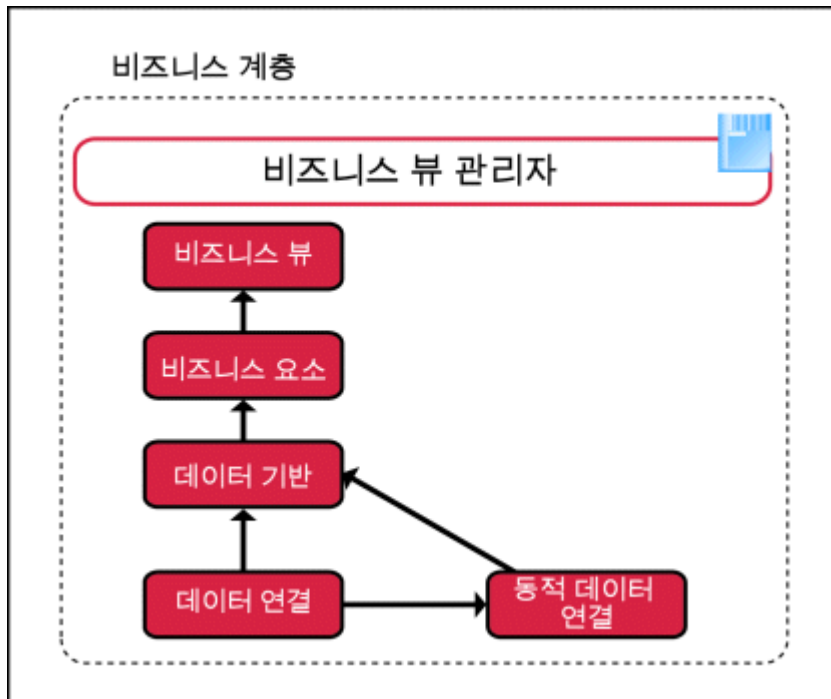 비즈니스 계층
비즈니스 뷰 관리자
비즈니스 뷰
비즈니스 요소
데이터 기반
데이터 연결
동적 데이터
연결